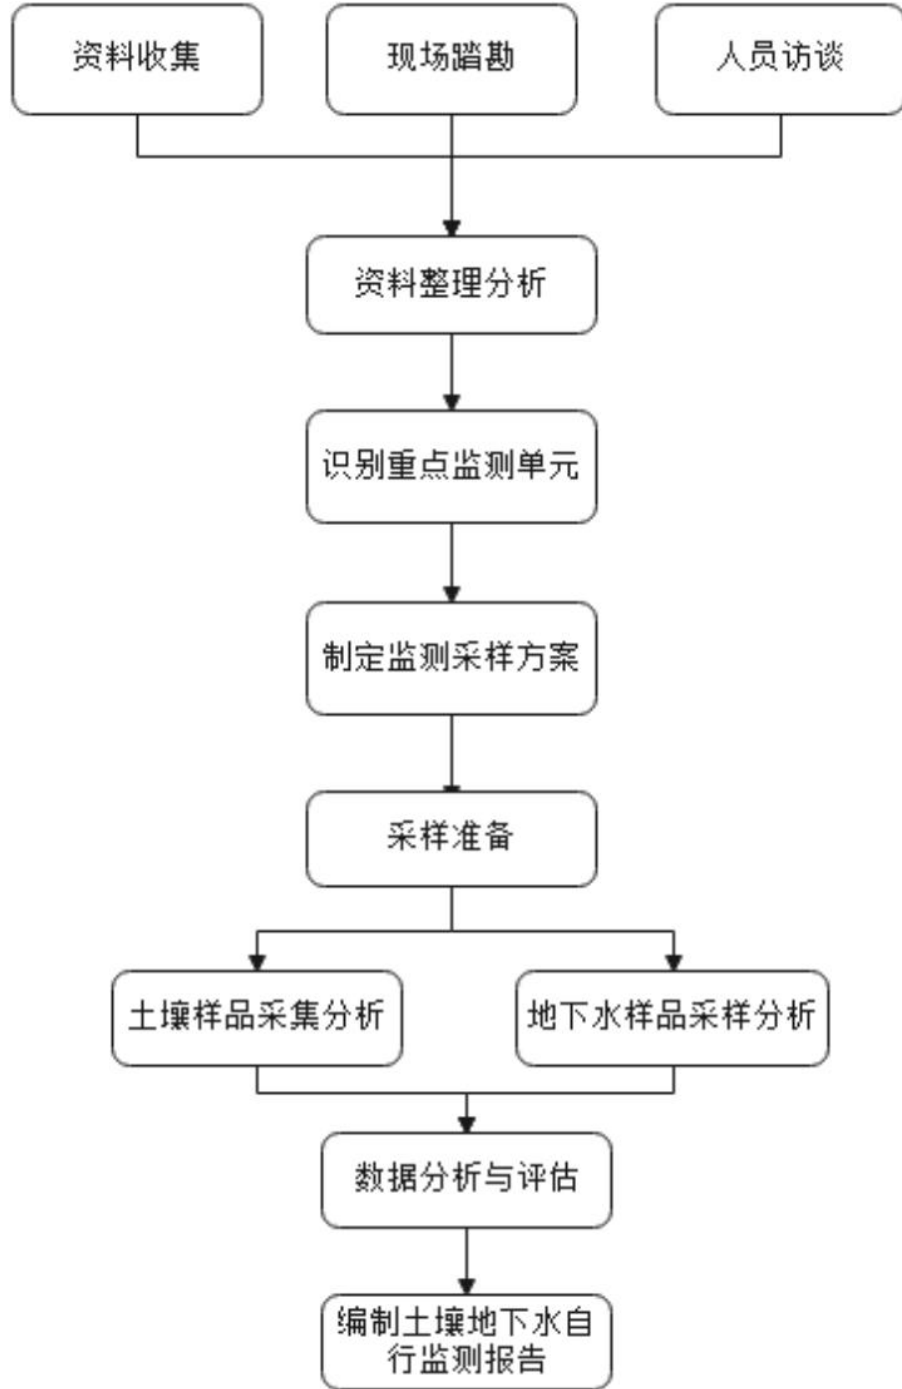 资料收集
现场踏勘
人员访谈
资料整理分析
识别重点监测单元
制定监测采样方案
采样准备
土壤样品采集分析
地下水样品采样分析
数据分析与评估
编制土壤地下水自
行监测报告